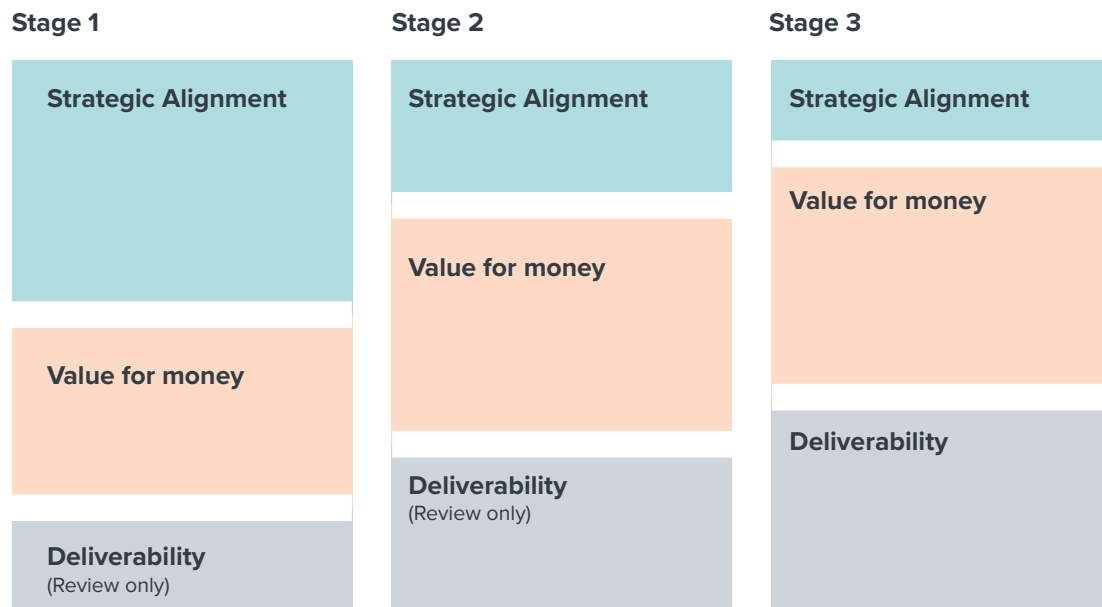 Stage 1
Strategic Alignment
Value for money
Deliverability
(Review only)
Stage 2
Strategic Alignment
Value for money
Deliverability
(Review only)
Stage 3
Strategic Alignment
Value for money
Deliverability